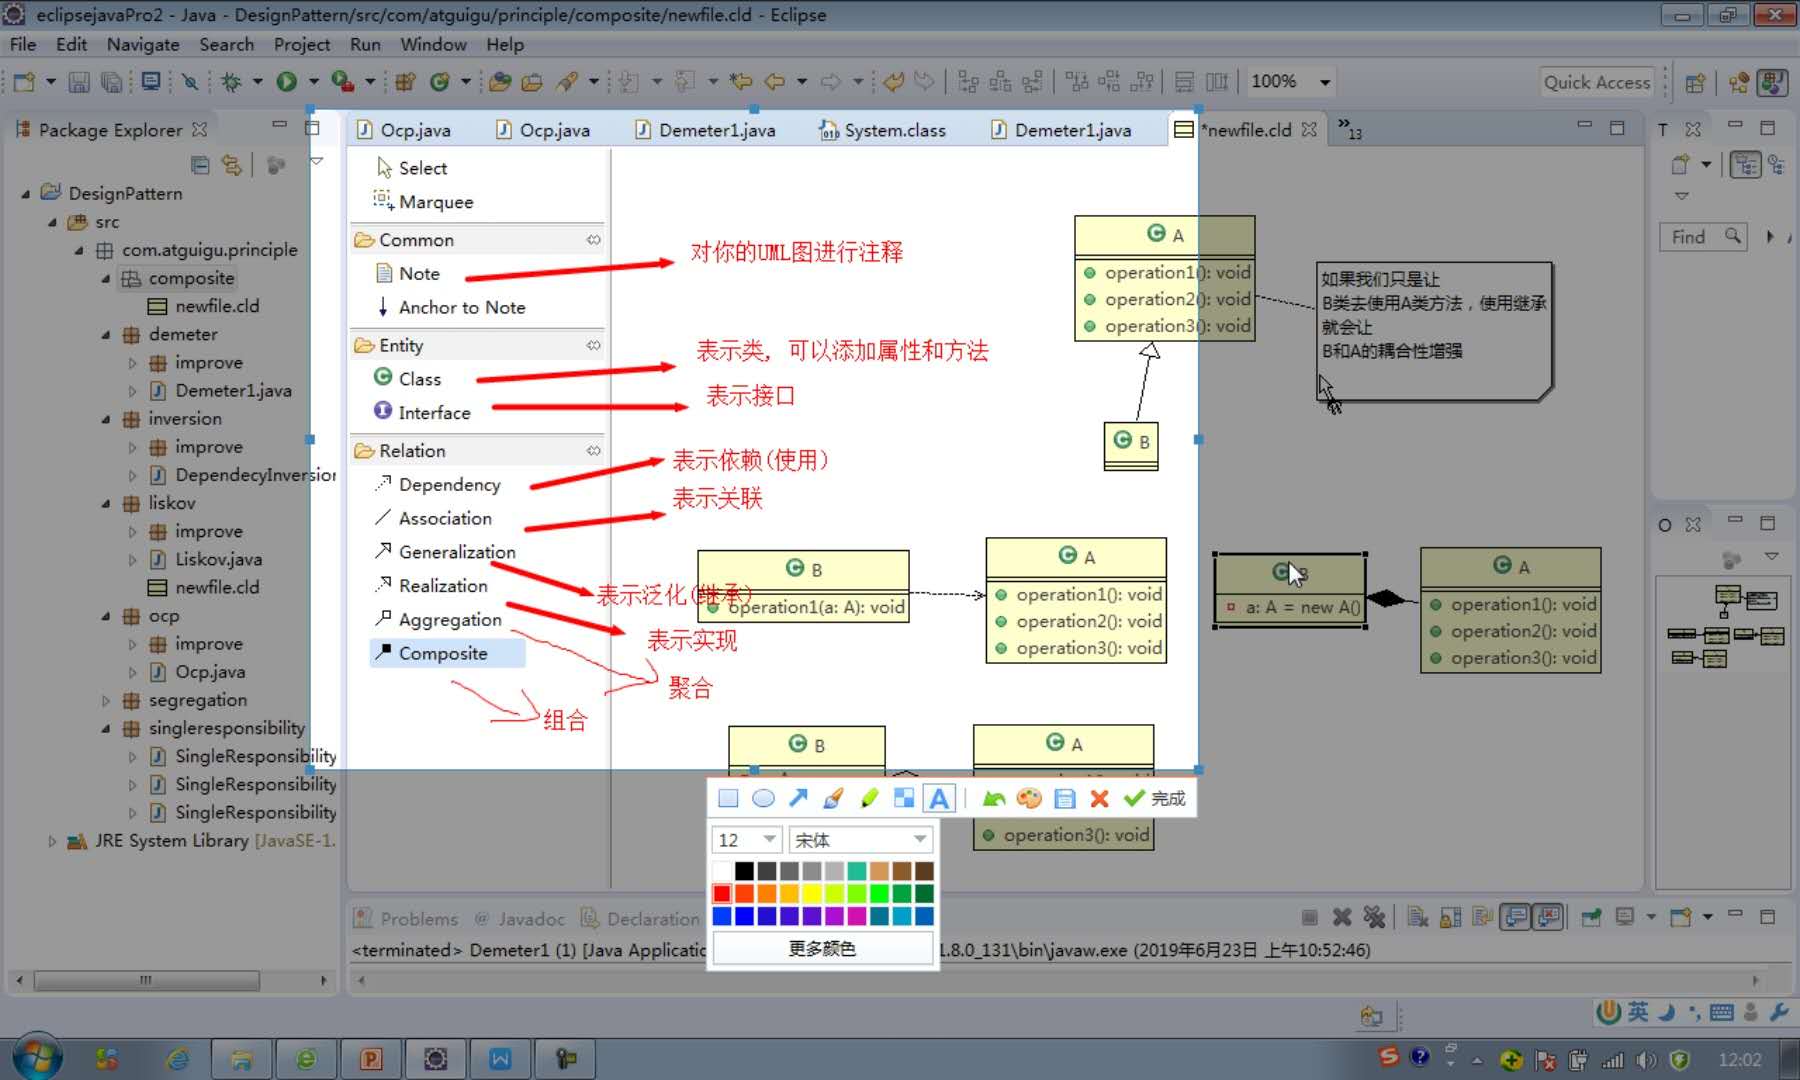 eclipsejavaPro2 - Java - DesignPattern/src/com/atguigu/principle/composite/newfile.cld - Eclipse
File Edit Navigate Search Project Run Window Help
100%
Quick Access
Package Explorer
Ocp.java
Ocp.java
Demeter1.java
System.class
Demeter1.java
*newfile.cld
»13
T
DesignPattern
src
com.atguigu.principle
composite
newfile.cld
demeter
improve
Demeter1.java
inversion
improve
DependecyInversion
liskov
improve
Liskov.java
newfile.cld
ocp
improve
Ocp.java
segregation
singleresponsibility
SingleResponsibility
SingleResponsibility
SingleResponsibility
JRE System Library [JavaSE-1.
Select
Marquee
Common
Note
Anchor to Note
Entity
Class
Interface
Relation
Dependency
Association
Generalization
Realization
Aggregation
Composite
对你的UML图进行注释
表示类, 可以添加属性和方法
表示接口
表示依赖(使用)
表示关联
表示泛化(继承)
表示实现
聚合
组合
A
operation1(): void
operation2(): void
operation3(): void
B
如果我们只是让
B类去使用A类方法，使用继承
就会让
B和A的耦合性增强
B
operation1(a: A): void
A
operation1(): void
operation2(): void
operation3(): void
B
a: A = new A()
A
operation1(): void
operation2(): void
operation3(): void
B
A
operation3(): void
Find
O
A
完成
12
宋体
更多颜色
Problems @ Javadoc Declaration
<terminated> Demeter1 (1) [Java Applicatio
1.8.0_131\bin\javaw.exe (2019年6月23日 上午10:52:46)
英
12:02